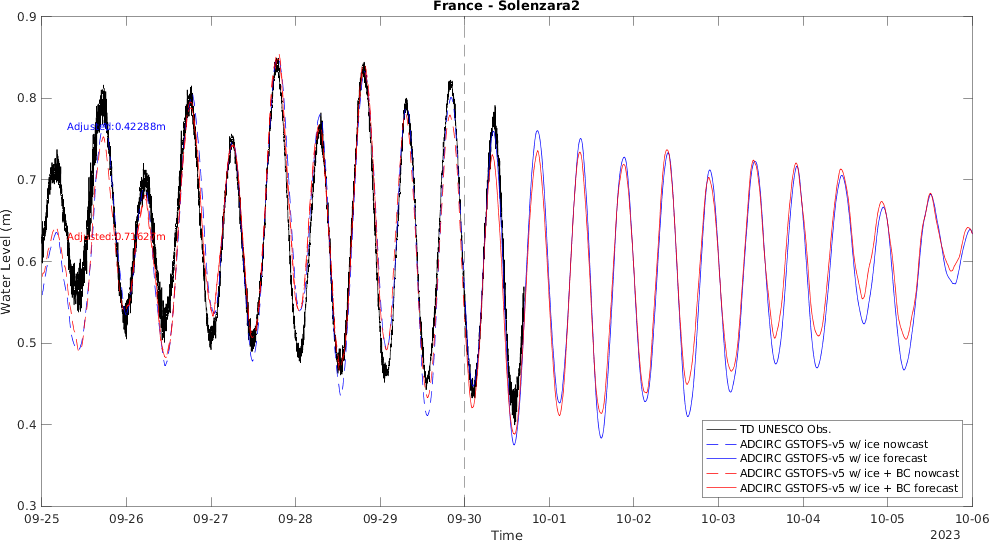 France - Solenzara2
0.9
0.8
0.7
0.6
0.5
0.4
0.3
Water Level (m)
Adjusted:0.42288m
TD UNESCO Obs.
ADCIRC GSTOFS-v5 w/ ice nowcast
ADCIRC GSTOFS-v5 w/ ice forecast
ADCIRC GSTOFS-v5 w/ ice + BC nowcast
ADCIRC GSTOFS-v5 w/ ice + BC forecast
09-25 09-26 09-27 09-28 09-29 09-30 10-01 10-02 10-03 10-04 10-05 10-06
Time
2023